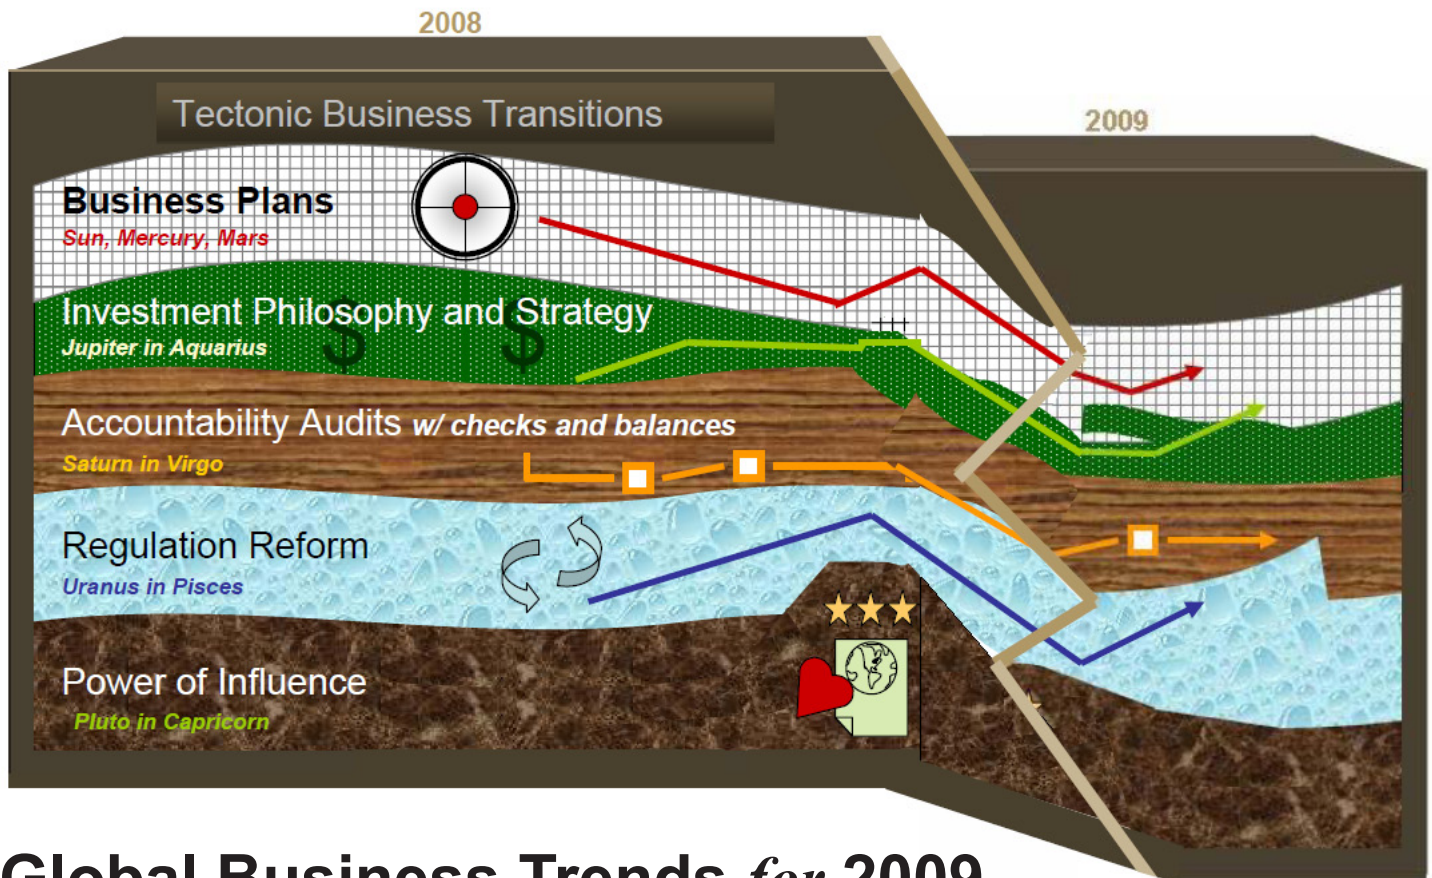 2008
2009
Tectonic Business Transitions
Business Plans
Sun, Mercury, Mars
Investment Philosophy and Strategy
Jupiter in Aquarius
$ $
Accountability Audits w/ checks and balances
Saturn in Virgo
Regulation Reform
Uranus in Pisces
Power of Influence
Pluto in Capricorn
Global Business Trends for 2009